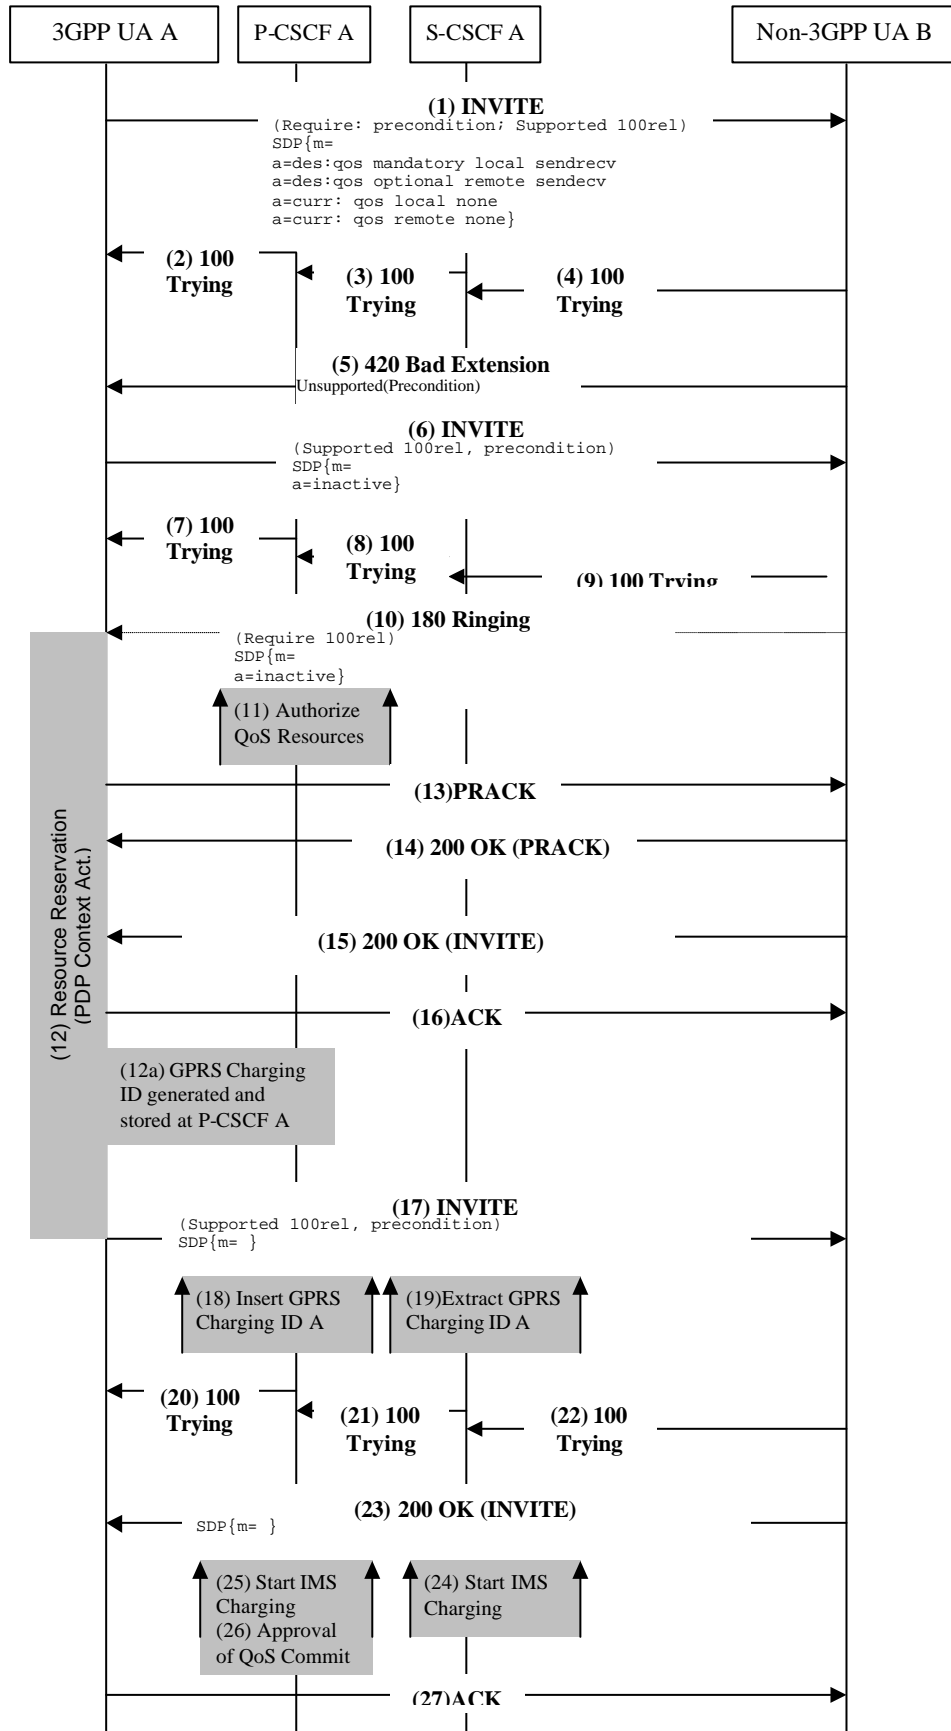 3GPP UA A
P-CSCF A
S-CSCF A
Non-3GPP UA B
(1) INVITE
(Require: precondition; Supported 100rel)
SDP{m=
a=des:qos mandatory local sendrecv
a=des:qos optional remote sendecv
a=curr: qos local none
a=curr: qos remote none}
(2) 100
Trying
(3) 100
Trying
(4) 100
Trying
(5) 420 Bad Extension
Unsupported(Precondition)
(6) INVITE
(Supported 100rel, precondition)
SDP{m=
a=inactive}
(7) 100
Trying
(8) 100
Trying
(9) 100 Trying
(10) 180 Ringing
(Require 100rel)
SDP{m=
a=inactive}
(11) Authorize
QoS Resources
(12) Resource Reservation
(PDP Context Act.)
(13)PRACK
(14) 200 OK (PRACK)
(15) 200 OK (INVITE)
(16)ACK
(12a) GPRS Charging
ID generated and
stored at P-CSCF A
(17) INVITE
(Supported 100rel, precondition)
SDP{m= }
(18) Insert GPRS
Charging ID A
(19)Extract GPRS
Charging ID A
(20) 100
Trying
(21) 100
Trying
(22) 100
Trying
(23) 200 OK (INVITE)
SDP{m= }
(25) Start IMS
Charging
(26) Approval
of QoS Commit
(24) Start IMS
Charging
(27)ACK